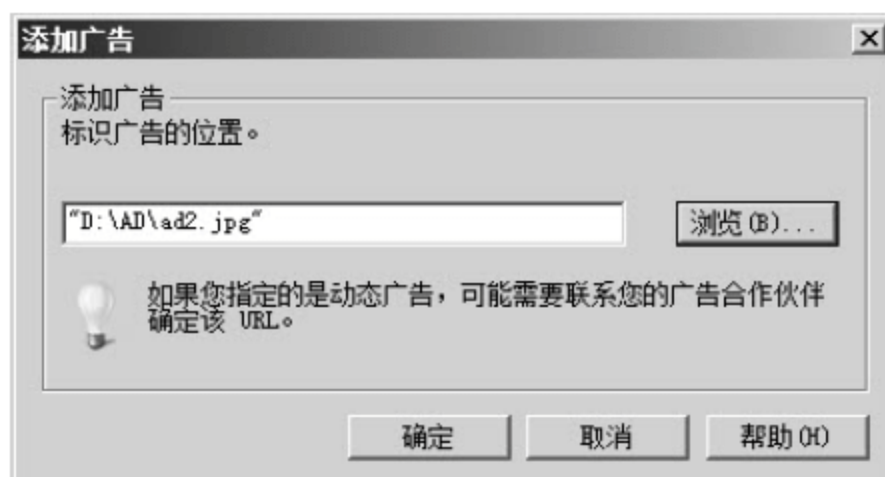 添加广告
添加广告
标识广告的位置。
"D:\AD\ad2.jpg"
浏览(B)...
如果您指定的是动态广告，可能需要联系您的广告合作伙伴
确定该 URL。
确定
取消
帮助(H)